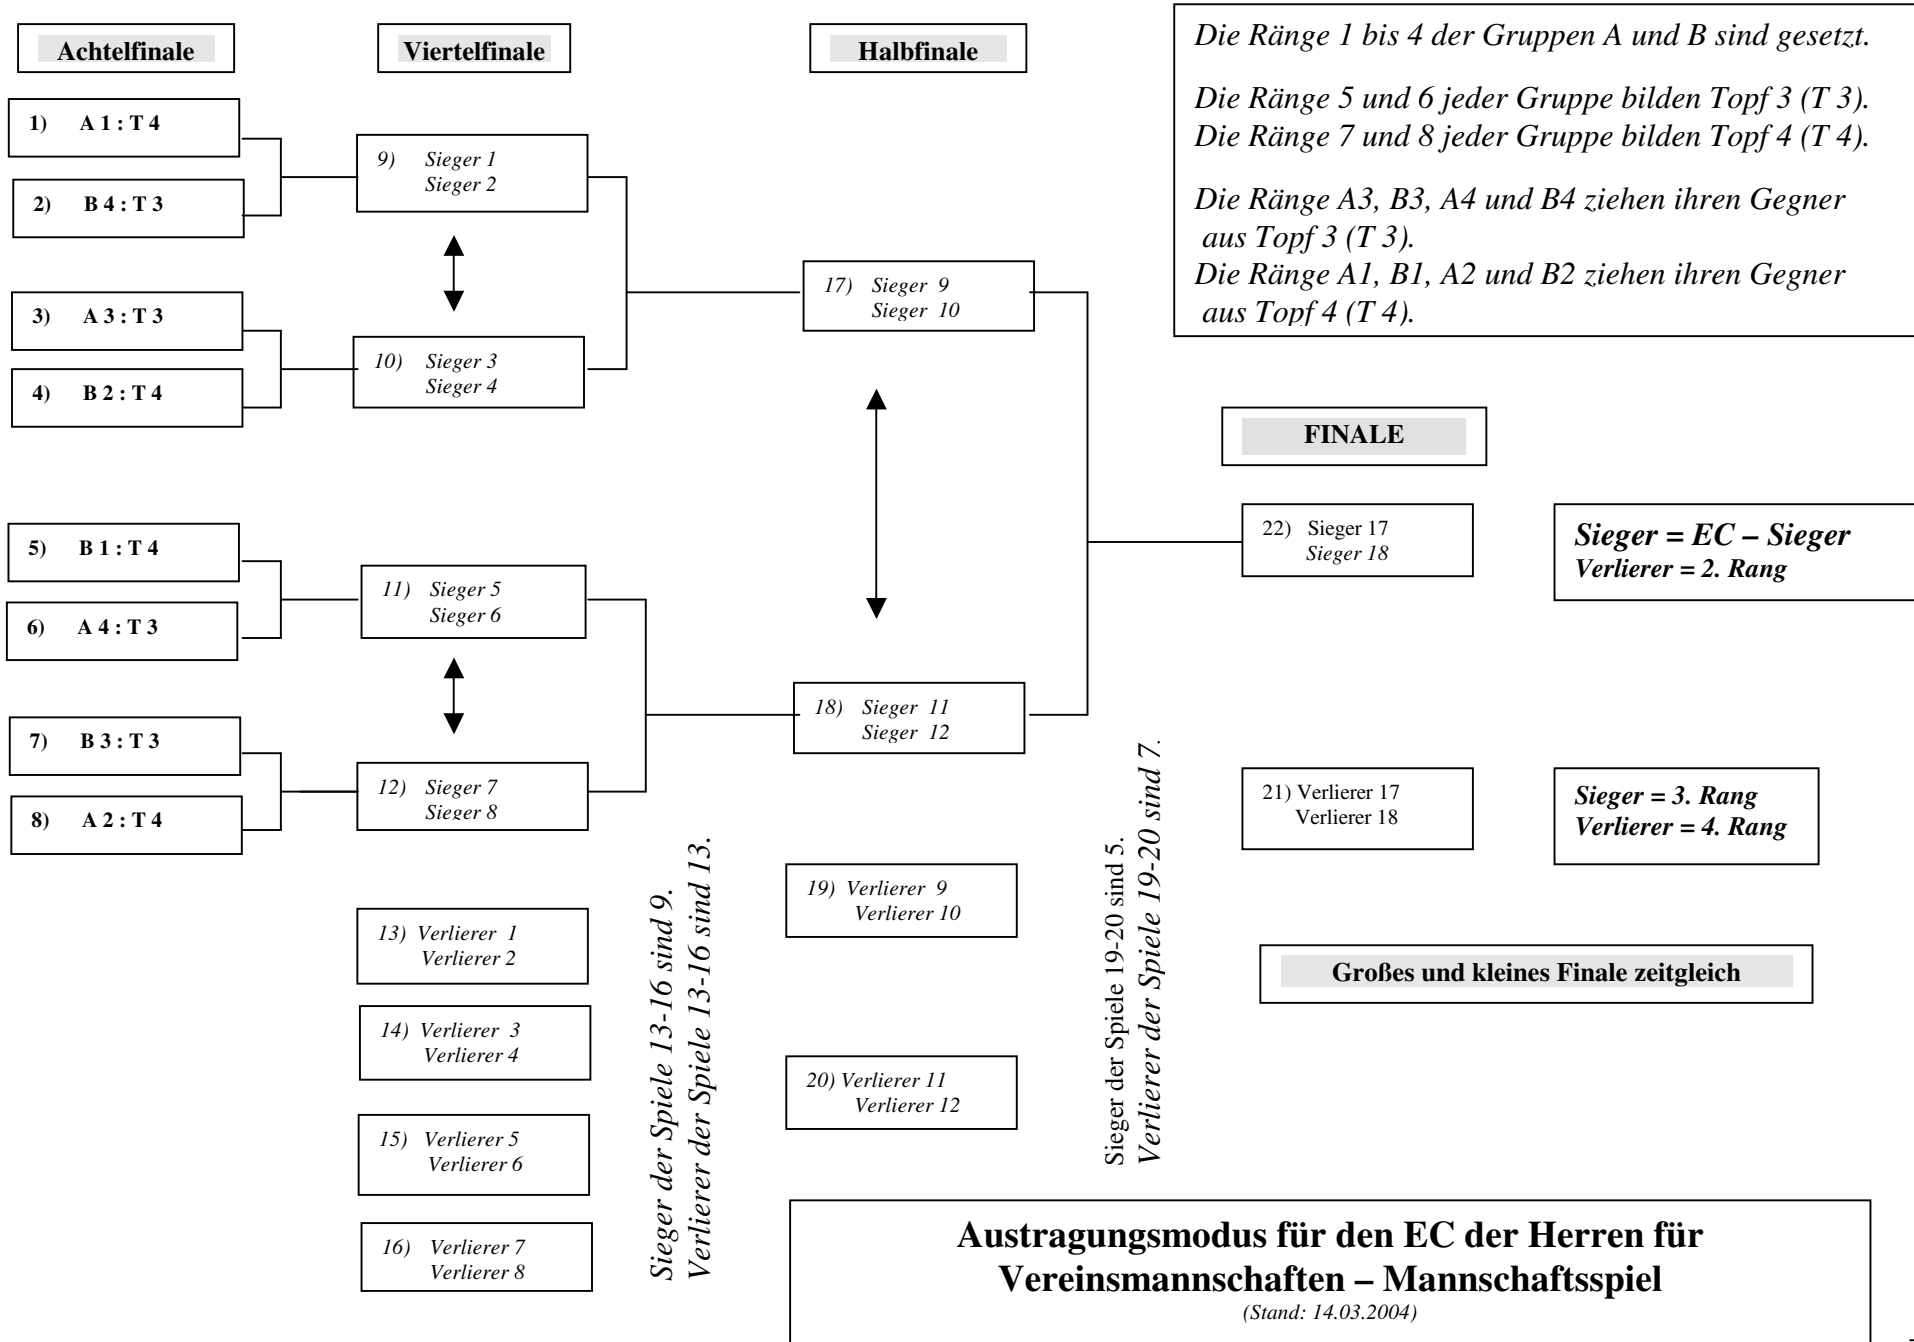 Achtelfinale
Viertelfinale
Halbfinale
Die Ränge 1 bis 4 der Gruppen A und B sind gesetzt.
Die Ränge 5 und 6 jeder Gruppe bilden Topf 3 (T 3).
Die Ränge 7 und 8 jeder Gruppe bilden Topf 4 (T 4).
Die Ränge A3, B3, A4 und B4 ziehen ihren Gegner
aus Topf 3 (T 3).
Die Ränge A1, B1, A2 und B2 ziehen ihren Gegner
aus Topf 4 (T 4).
1) A 1 : T 4
2) B 4 : T 3
3) A 3 : T 3
4) B 2 : T 4
5) B 1 : T 4
6) A 4 : T 3
7) B 3 : T 3
8) A 2 : T 4
9) Sieger 1
Sieger 2
10) Sieger 3
Sieger 4
11) Sieger 5
Sieger 6
12) Sieger 7
Sieger 8
13) Verlierer 1
Verlierer 2
14) Verlierer 3
Verlierer 4
15) Verlierer 5
Verlierer 6
16) Verlierer 7
Verlierer 8
Sieger der Spiele 13-16 sind 9.
Verlierer der Spiele 13-16 sind 13.
17) Sieger 9
Sieger 10
18) Sieger 11
Sieger 12
19) Verlierer 9
Verlierer 10
20) Verlierer 11
Verlierer 12
Sieger der Spiele 19-20 sind 5.
Verlierer der Spiele 19-20 sind 7.
FINALE
22) Sieger 17
Sieger 18
Sieger = EC – Sieger
Verlierer = 2. Rang
21) Verlierer 17
Verlierer 18
Sieger = 3. Rang
Verlierer = 4. Rang
Großes und kleines Finale zeitgleich
Austragungsmodus für den EC der Herren für
Vereinsmannschaften – Mannschaftsspiel
(Stand: 14.03.2004)